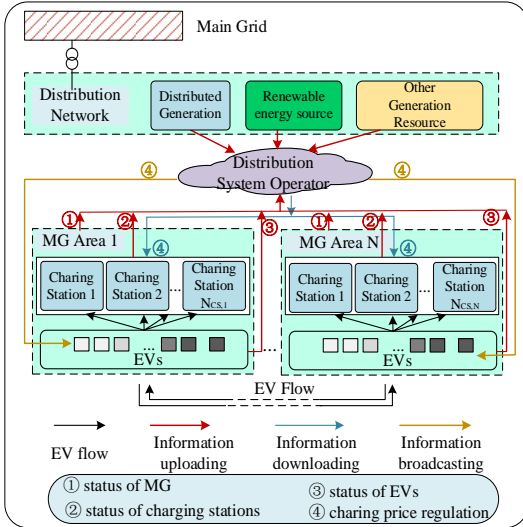 Main Grid
Distribution
Network
Distributed
Generation
Renewable
energy source
Other
Generation
Resource
④
④
Distribution
System Operator
①
②
③
①
②
③
MG Area 1
④
MG Area N
④
Charing
Station 1
Charing
Station 2
...
Charing
Station
NCS,1
Charing
Station 1
Charing
Station 2
...
Charing
Station
NCS,N
...
EVs
...
...
EVs
EV Flow
EV flow
Information
uploading
Information
downloading
Information
broadcasting
① status of MG
③ status of EVs
② status of charging stations
④ charing price regulation